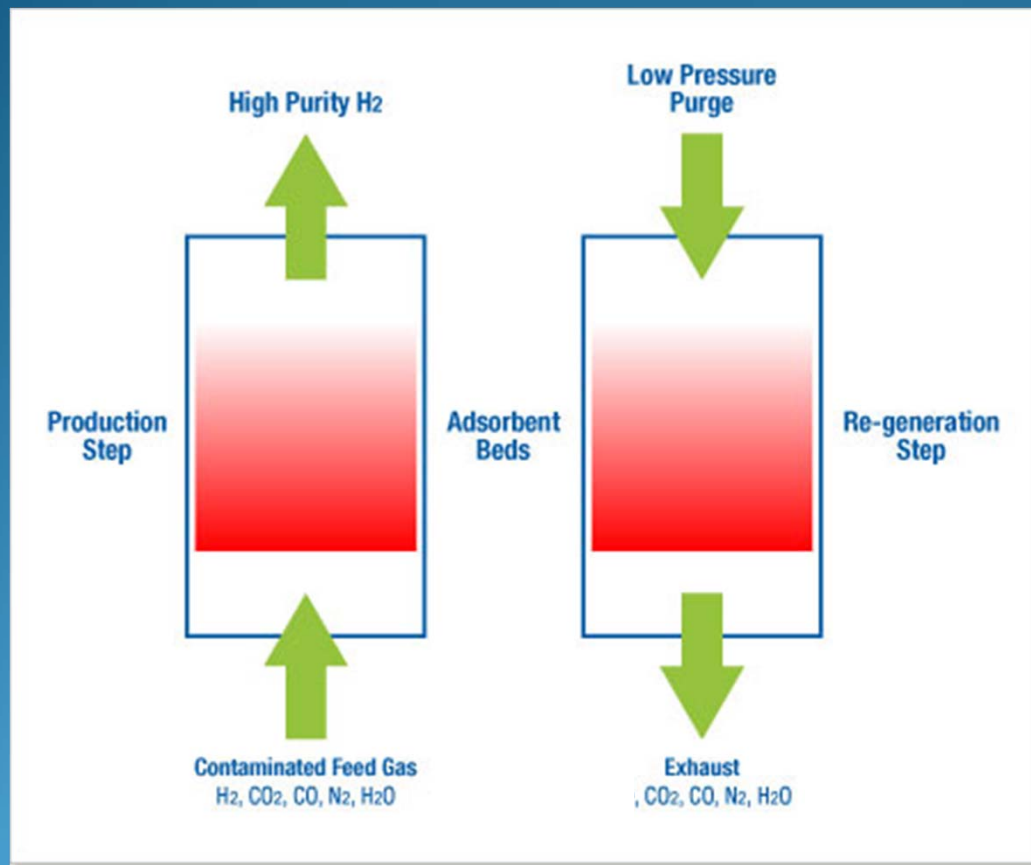 High Purity H2
Low Pressure
Purge
Production
Step
Adsorbent
Beds
Re-generation
Step
Contaminated Feed Gas
H2, CO2, CO, N2, H2O
Exhaust
, CO2, CO, N2, H2O